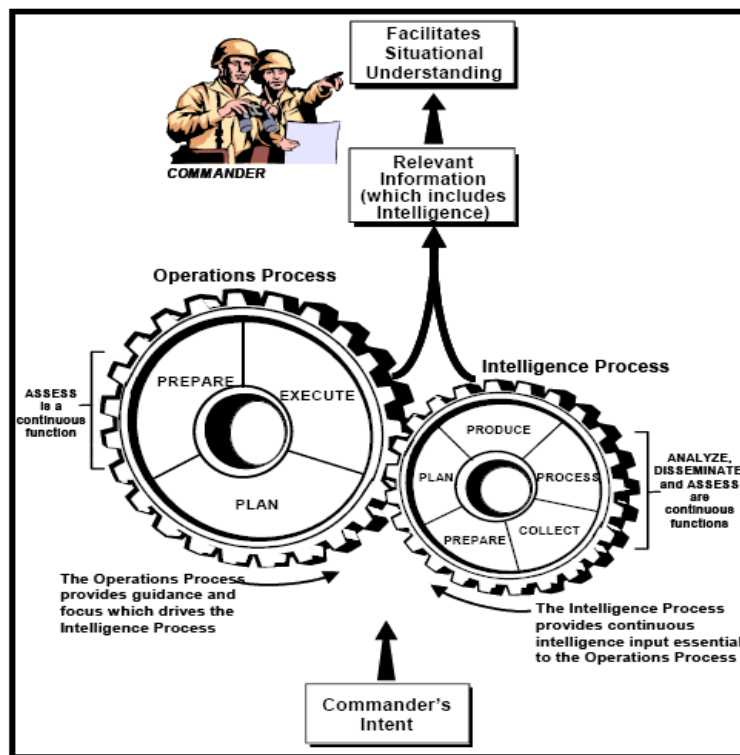 Facilitates
Situational
Understanding
COMMANDER
Relevant
Information
(which includes
Intelligence)
Operations Process
Intelligence Process
ASSESS
is a
continuous
function
PREPARE
EXECUTE
PLAN
PRODUCE
PLAN
PROCESS
PREPARE
COLLECT
ANALYZE,
DISSEMINATE,
and ASSESS
are
continuous
functions
The Operations Process
provides guidance and
focus which drives the
Intelligence Process
The Intelligence Process
provides continuous
intelligence input essential
to the Operations Process
Commander's
Intent